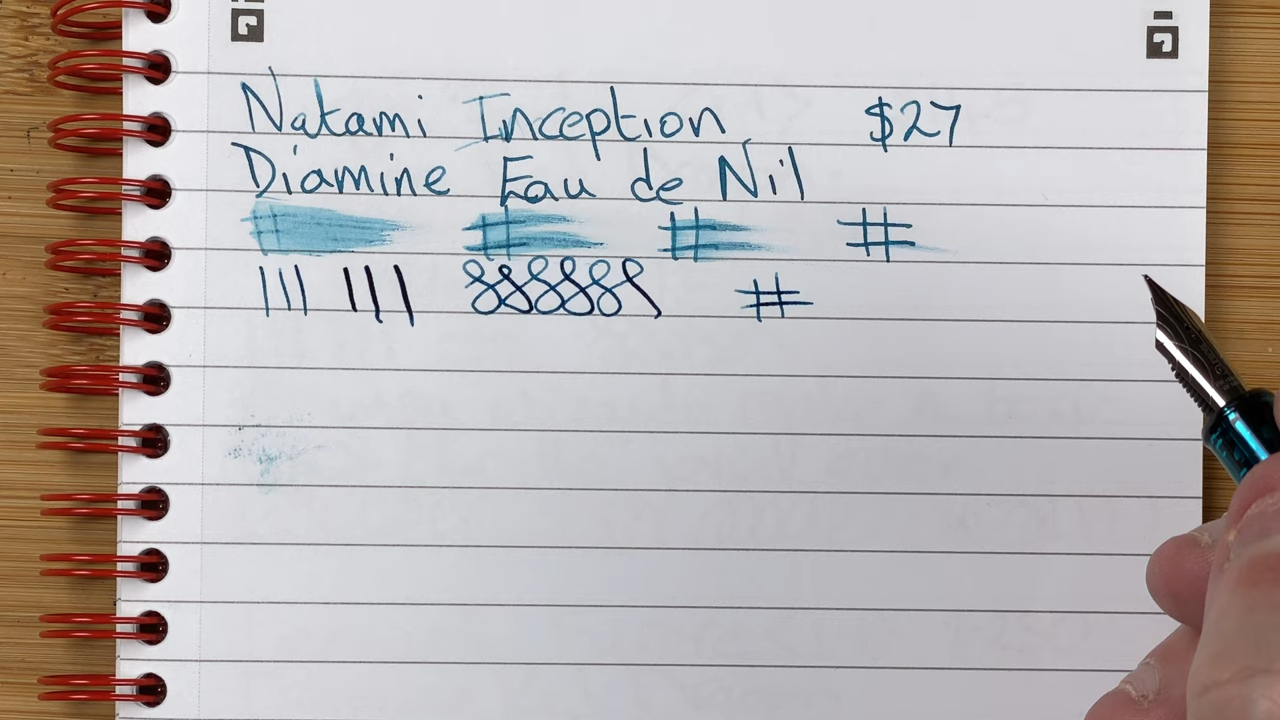 Natami Inception $27
Diamine Eau de Nil
# # #
#